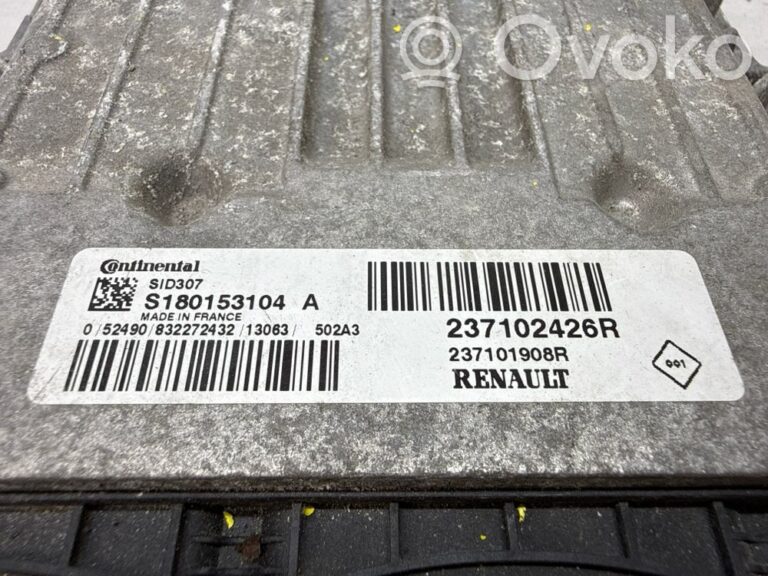 Ovoko
Continental
SID307
S180153104 A
MADE IN FRANCE
0/52490/832272432/13063/ 502A3
237102426R
237101908R
RENAULT
001